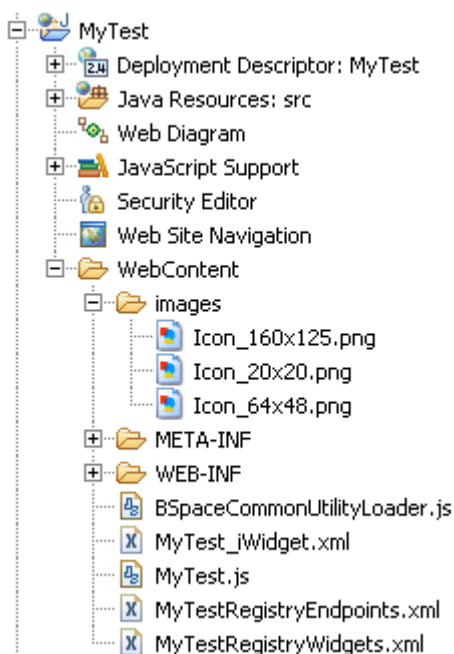 MyTest
2.4 Deployment Descriptor: MyTest
Java Resources: src
Web Diagram
JavaScript Support
Security Editor
Web Site Navigation
WebContent
images
Icon_160x125.png
Icon_20x20.png
Icon_64x48.png
META-INF
WEB-INF
BSpaceCommonUtilityLoader.js
MyTest_iWidget.xml
MyTest.js
MyTestRegistryEndpoints.xml
MyTestRegistryWidgets.xml